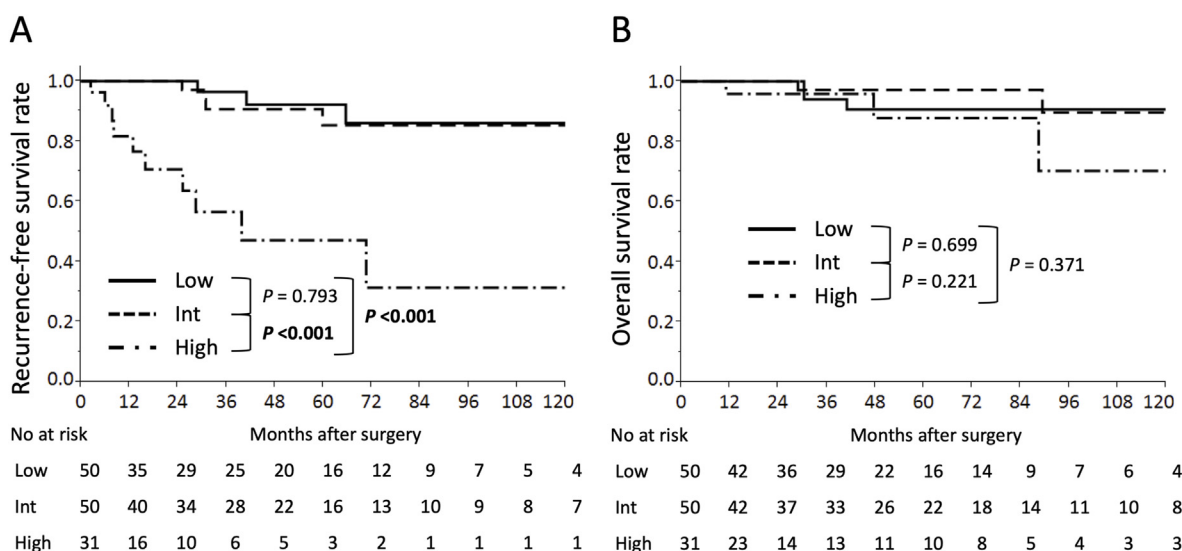 A
Recurrence-free survival rate
1.0
0.8
0.6
0.4
0.2
0.0
Low
Int
High
P = 0.793
P <0.001
P <0.001
0 12 24 36 48 60 72 84 96 108 120
No at risk Months after surgery
Low 50 35 29 25 20 16 12 9 7 5 4
Int 50 40 34 28 22 16 13 10 9 8 7
High 31 16 10 6 5 3 2 1 1 1 1
B
Overall survival rate
1.0
0.8
0.6
0.4
0.2
0.0
Low
Int
High
P = 0.699
P = 0.221
P = 0.371
0 12 24 36 48 60 72 84 96 108 120
No at risk Months after surgery
Low 50 42 36 29 22 16 14 9 7 6 4
Int 50 42 37 33 26 22 18 14 11 10 8
High 31 23 14 13 11 10 8 5 4 3 3